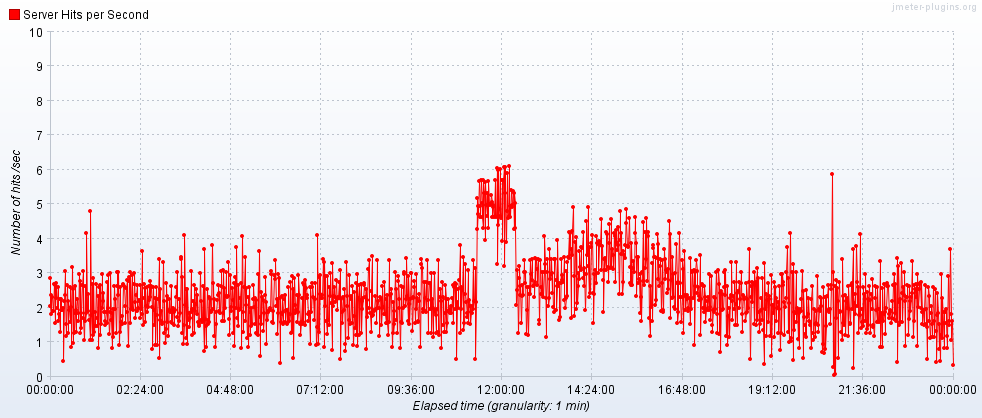 jmeter-plugins.org
Server Hits per Second
10
9
8
7
6
5
4
3
2
1
0
Number of hits /sec
00:00:00 02:24:00 04:48:00 07:12:00 09:36:00 12:00:00 14:24:00 16:48:00 19:12:00 21:36:00 00:00:00
Elapsed time (granularity: 1 min)